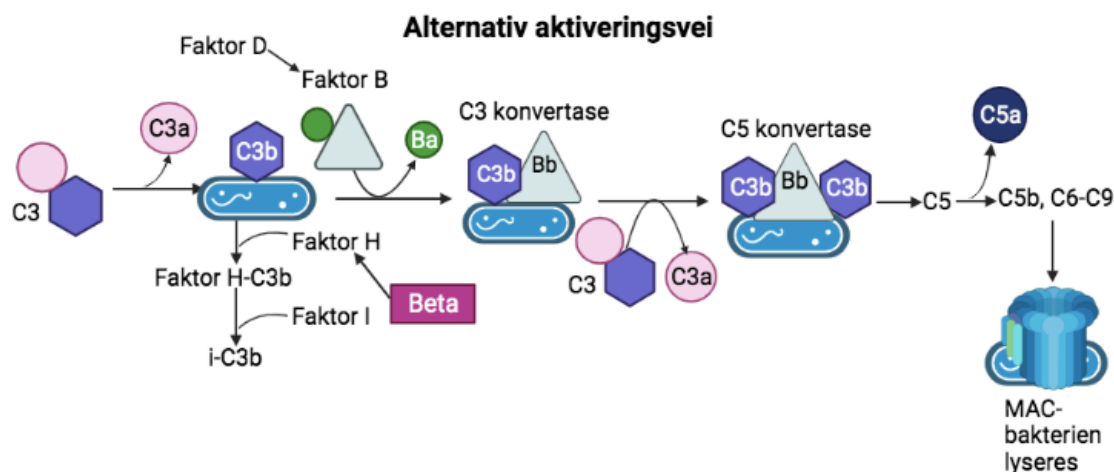 Alternativ aktiveringsvei
Faktor D
Faktor B
C3a
C3b
Ba
C3
C3 konvertase
C3b
Bb
C3
C3a
C5 konvertase
C3b
Bb
C3b
C5
C5a
C5b, C6-C9
Faktor H
Faktor H-C3b
Beta
Faktor I
i-C3b
MAC-
bakterien
lyseres